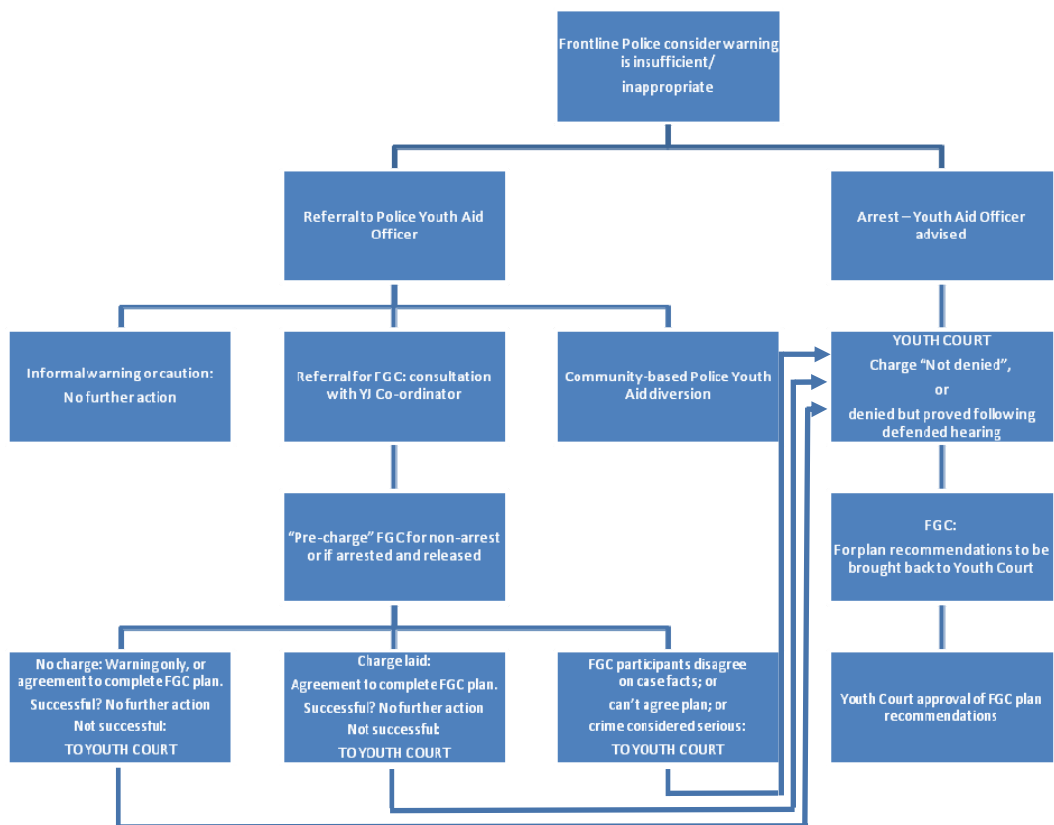 Frontline Police consider warning
is insufficient/
inappropriate
Referral to Police Youth Aid
Officer
Arrest – Youth Aid Officer
advised
Informal warning or caution:
No further action
Referral for FGC: consultation
with YJ Co-ordinator
Community-based Police Youth
Aid diversion
YOUTH COURT
Charge “Not denied”,
or
denied but proved following
defended hearing
“Pre-charge” FGC for non-arrest
or if arrested and released
FGC:
For plan recommendations to be
brought back to Youth Court
No charge: Warning only, or
agreement to complete FGC plan.
Successful? No further action
Not successful:
TO YOUTH COURT
Charge laid:
Agreement to complete FGC plan.
Successful? No further action
Not successful:
TO YOUTH COURT
FGC participants disagree
on case facts; or
can’t agree plan; or
crime considered serious:
TO YOUTH COURT
Youth Court approval of FGC plan
recommendations